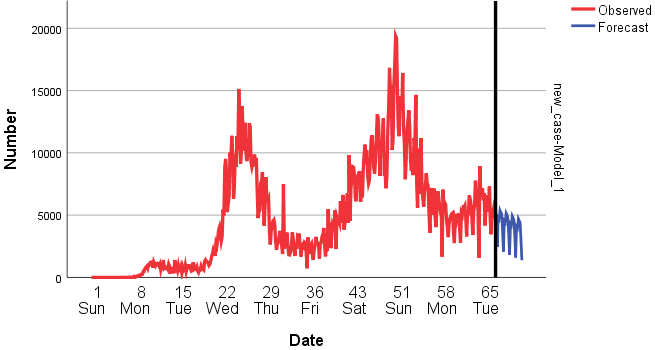 Observed
Forecast
20000
15000
10000
5000
0
Number
new_case-Model_1
1 8 15 22 29 36 43 51 58 65
Sun Mon Tue Wed Thu Fri Sat Sun Mon Tue
Date